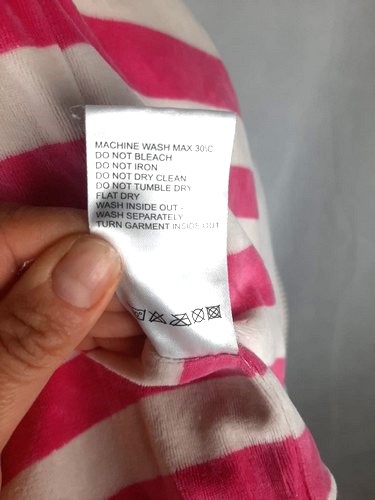 MACHINE WASH MAX 30\C
DO NOT BLEACH
DO NOT IRON
DO NOT DRY CLEAN
DO NOT TUMBLE DRY
FLAT DRY
WASH INSIDE OUT -
WASH SEPARATELY
TURN GARMENT INSIDE OUT